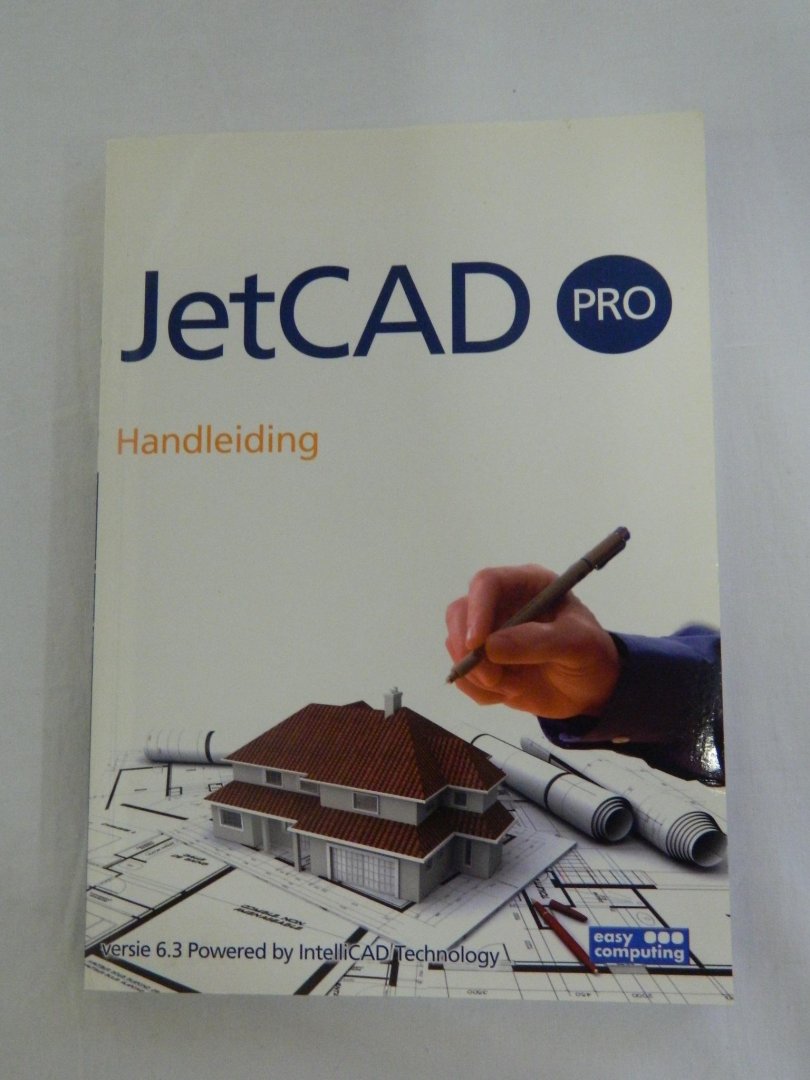 JetCAD PRO
Handleiding
versie 6.3 Powered by IntelliCAD Technology
easy
computing